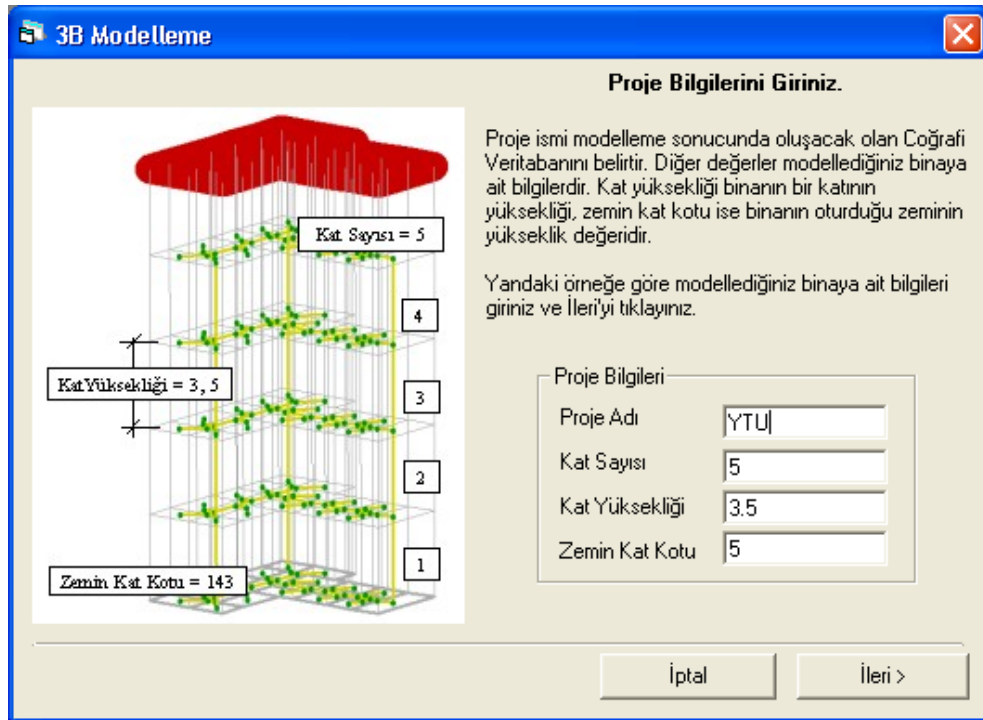 3B Modelleme
Proje Bilgilerini Giriniz.
Proje ismi modelleme sonucunda oluşacak olan Coğrafi
Veritabanını belirtir. Diğer değerler modellediğiniz binaya
ait bilgilerdir. Kat yüksekliği binanın bir katının
yüksekliği, zemin kat kotu ise binanın oturduğu zeminin
yükseklik değeridir.
Yandaki örneğe göre modellediğiniz binaya ait bilgileri
giriniz ve İleri'yi tıklayınız.
Kat Sayısı = 5
4
Kat Yüksekliği = 3, 5
3
2
1
Zemin Kat Kotu = 143
Proje Bilgileri
Proje Adı YTU
Kat Sayısı 5
Kat Yüksekliği 3.5
Zemin Kat Kotu 5
İptal
İleri >